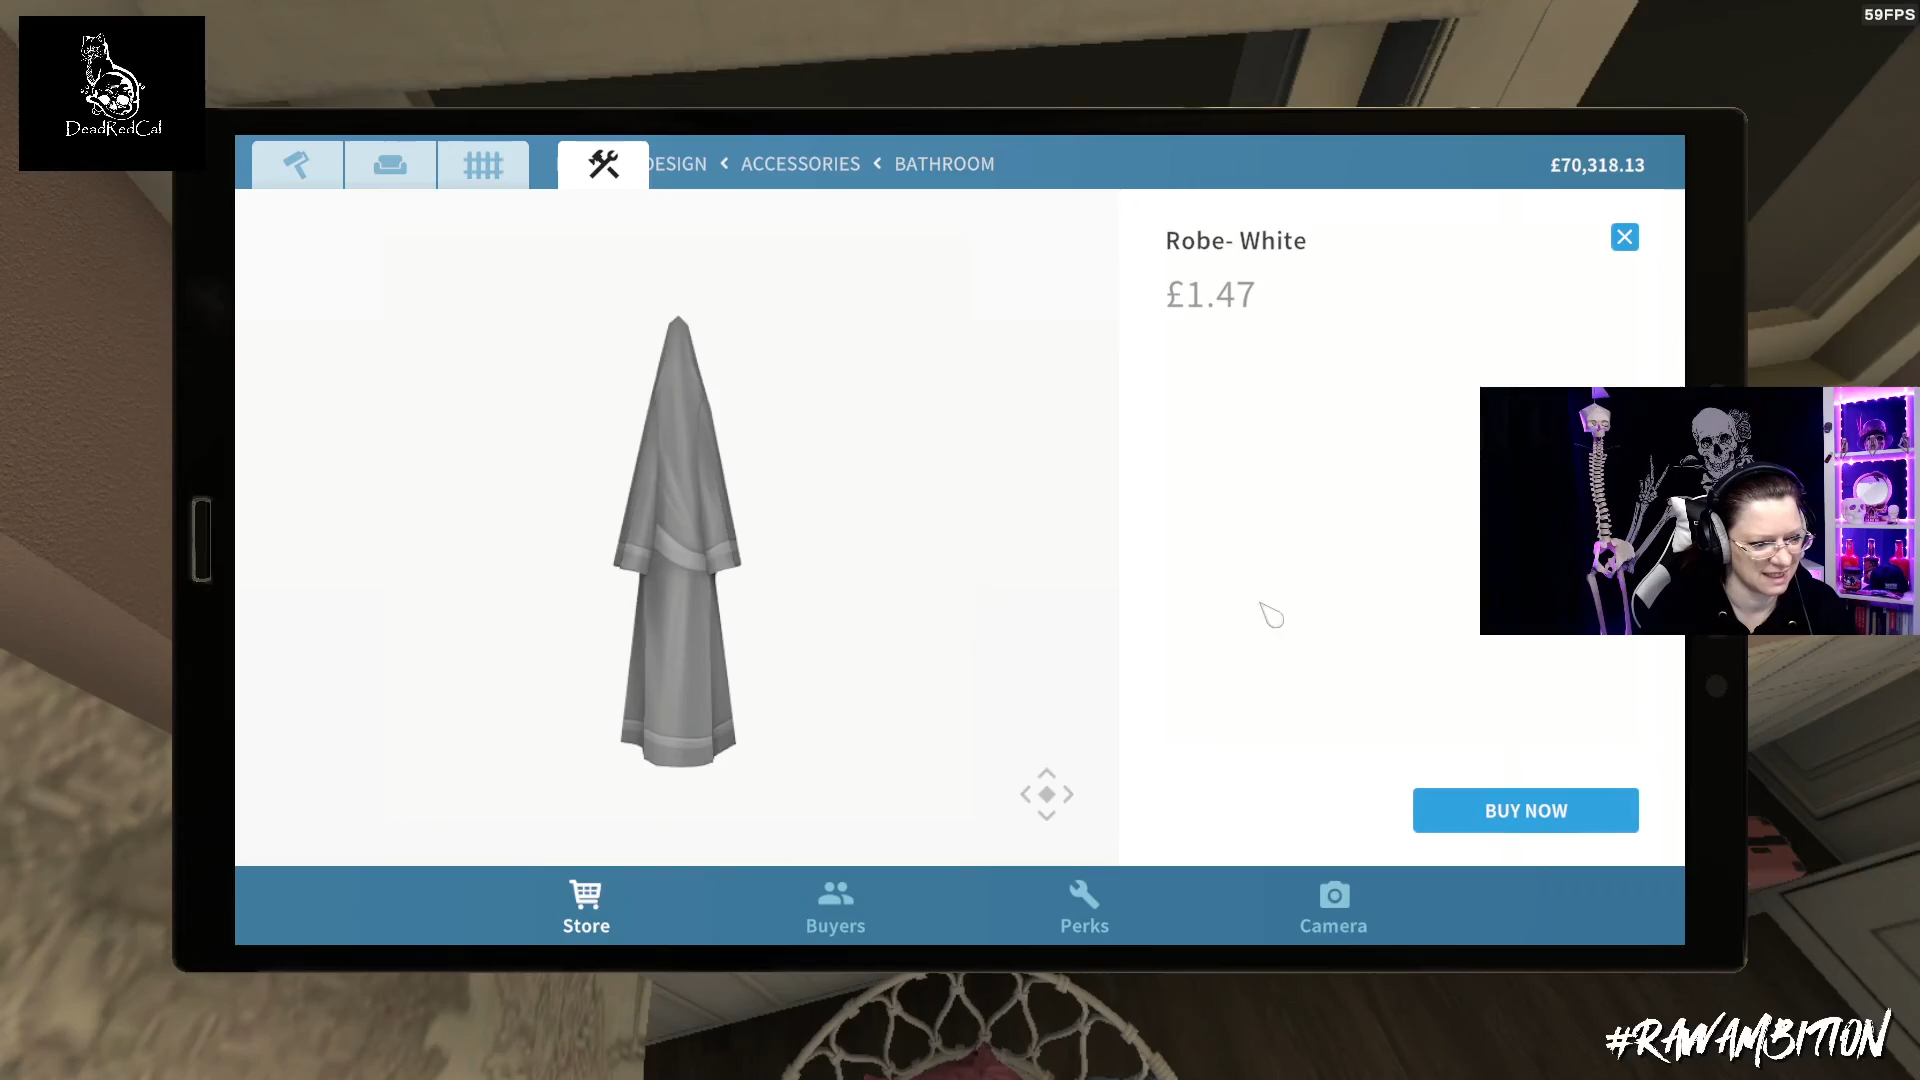 59FPS
DeadRedCal
DESIGN < ACCESSORIES < BATHROOM
£70,318.13
Robe- White
£1.47
BUY NOW
Store
Buyers
Perks
Camera
#RAWAMBITION